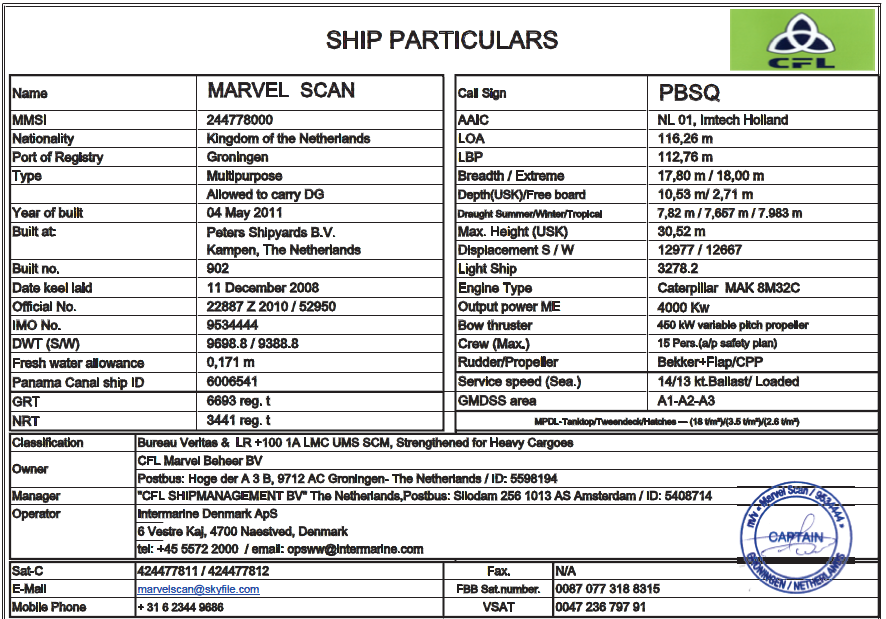 SHIP PARTICULARS
CFL
Name MARVEL SCAN
MMSI 244778000
Nationality Kingdom of the Netherlands
Port of Registry Groningen
Type Multipurpose
Allowed to carry DG
Year of built 04 May 2011
Built at: Peters Shipyards B.V.
Kampen, The Netherlands
Built no. 902
Date keel laid 11 December 2008
Official No. 22887 Z 2010 / 52950
IMO No. 9534444
DWT (S/W) 9698.8 / 9388.8
Fresh water allowance 0,171 m
Panama Canal ship ID 6006541
GRT 6693 reg. t
NRT 3441 reg. t
Call Sign PBSQ
AAIC NL 01, Imtech Holland
LOA 116,26 m
LBP 112,76 m
Breadth / Extreme 17,80 m / 18,00 m
Depth(USK)/Free board 10,53 m/ 2,71 m
Draught Summer/Winter/Tropical 7,82 m / 7,657 m / 7.983 m
Max. Height (USK) 30,52 m
Displacement S / W 12977 / 12667
Light Ship 3278.2
Engine Type Caterpillar MAK 8M32C
Output power ME 4000 Kw
Bow thruster 450 kW variable pitch propeller
Crew (Max.) 15 Pers.(a/p safety plan)
Rudder/Propeller Bekker+Flap/CPP
Service speed (Sea.) 14/13 kt.Ballast/ Loaded
GMDSS area A1-A2-A3
MPDL-Tanktop/Tweendeck/Hatches — (18 t/m²)/(3.5 t/m²)/(2.6 t/m²)
Classification Bureau Veritas & LR +100 1A LMC UMS SCM, Strengthened for Heavy Cargoes
Owner CFL Marvel Beheer BV
Postbus: Hoge der A 3 B, 9712 AC Groningen- The Netherlands / ID: 5598194
Manager "CFL SHIPMANAGEMENT BV" The Netherlands,Postbus: Silodam 256 1013 AS Amsterdam / ID: 5408714
Operator Intermarine Denmark ApS
6 Vestre Kaj, 4700 Naestved, Denmark
tel: +45 5572 2000 / email: opsww@intermarine.com
m/v "Marvel Scan / 9534444
CAPTAIN
GRONINGEN / NETHERLANDS
Sat-C 424477811 / 424477812 Fax. N/A
E-Mail marvelscan@skyfile.com FBB Sat.number. 0087 077 318 8315
Mobile Phone + 31 6 2344 9686 VSAT 0047 236 797 91